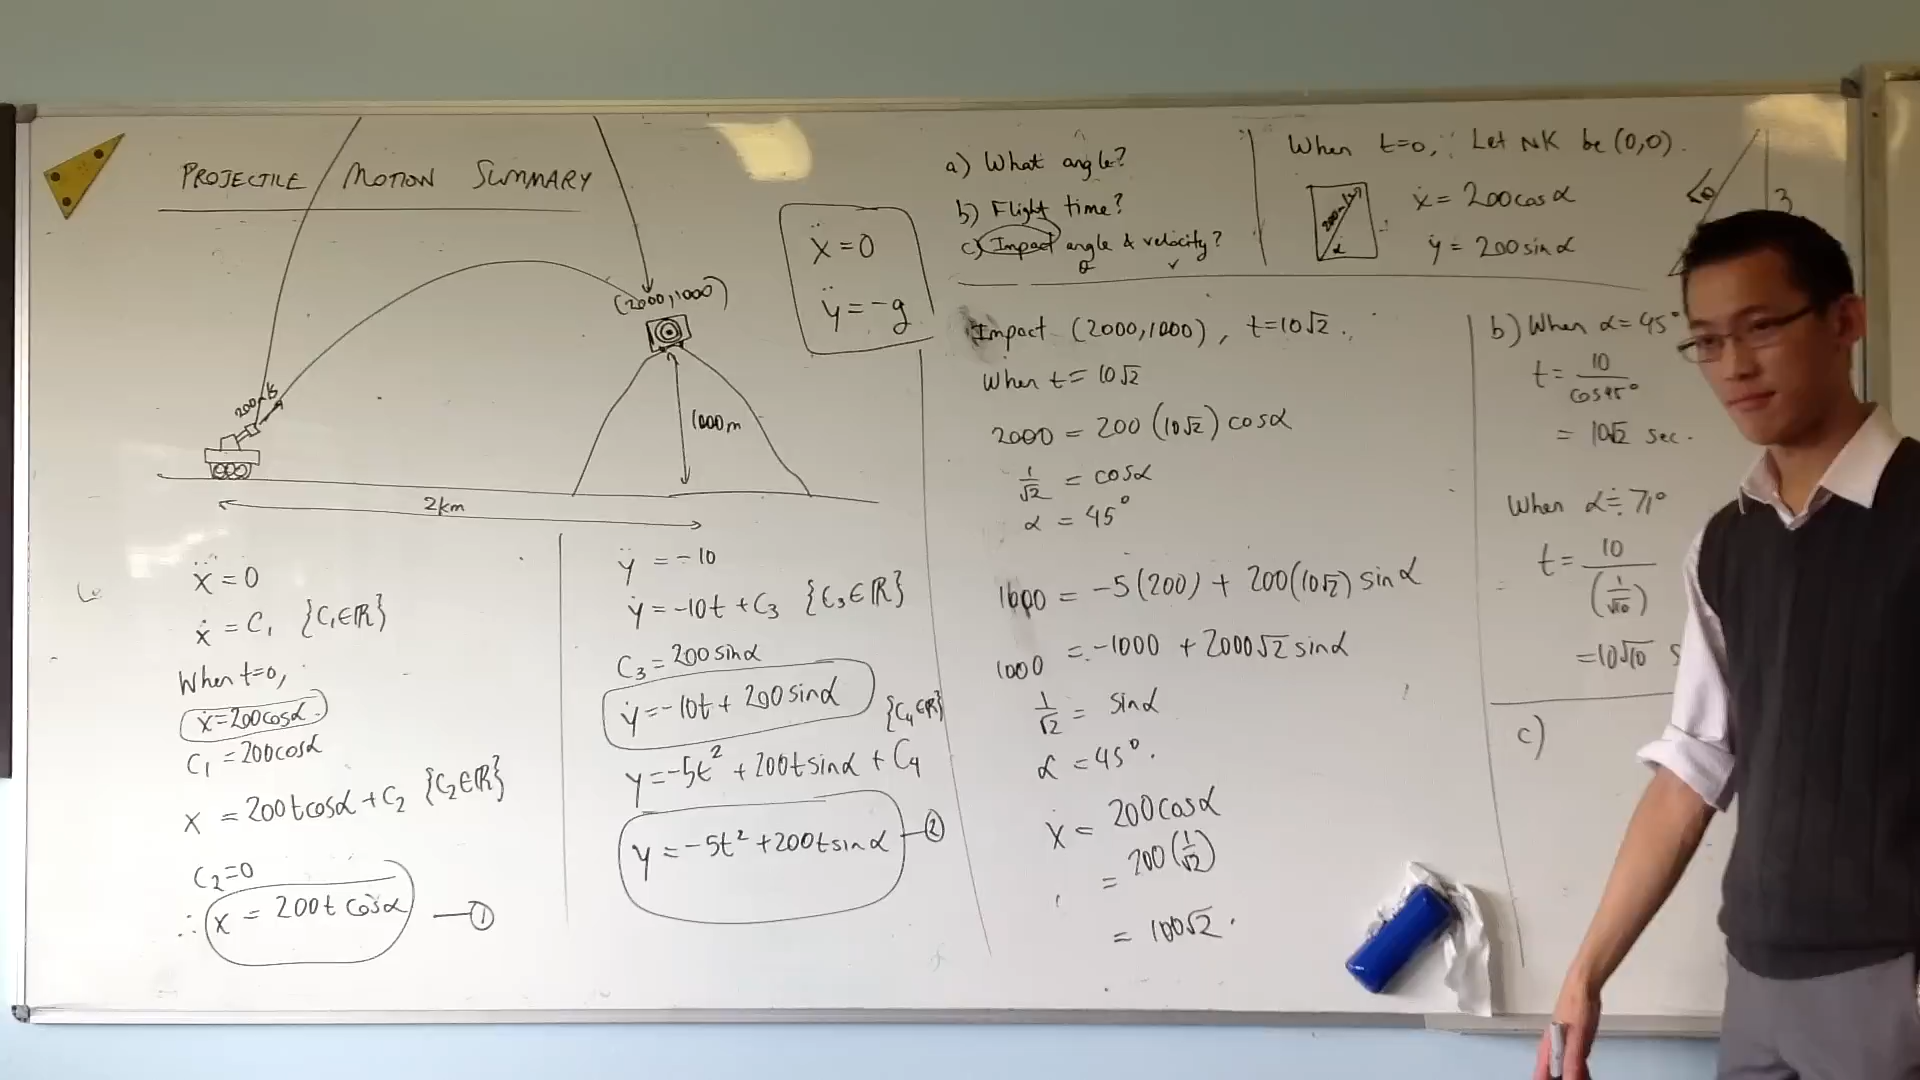 PROJECTILE MOTION SUMMARY
200 m/s
(2000,1000)
1000m
2km
ẍ = 0
ÿ = -g
ẍ = 0
ẋ = C₁ {C₁∈ℝ}
When t=0,
ẋ=200cosα
C₁ = 200cosα
x = 200tcosα + C₂ {C₂∈ℝ}
C₂=0
∴ x = 200t cosα —①
ÿ = -10
ẏ = -10t + C₃ {C₃∈ℝ}
C₃ = 200sinα
ẏ = -10t + 200sinα {C₄∈ℝ}
y = -5t² + 200tsinα + C₄
y = -5t² + 200tsinα —②
a) What angle?
b) Flight time?
c) Impact angle & velocity?
θ v
When t=0, Let NK be (0,0).
200m/s
α
ẋ = 200cosα
ẏ = 200sinα
√10
3
Impact (2000,1000), t=10√2.
When t = 10√2
2000 = 200 (10√2) cosα
1/√2 = cosα
α = 45°
1000 = -5(200) + 200(10√2) sinα
1000 = -1000 + 2000√2 sinα
1/√2 = sinα
α = 45°.
ẋ = 200cosα
= 200(1/√2)
= 100√2.
b) When α = 45°
t = 10/cos45°
= 10√2 sec.
When α ≑ 71°
t = 10/(1/√10)
= 10√10 s
c)